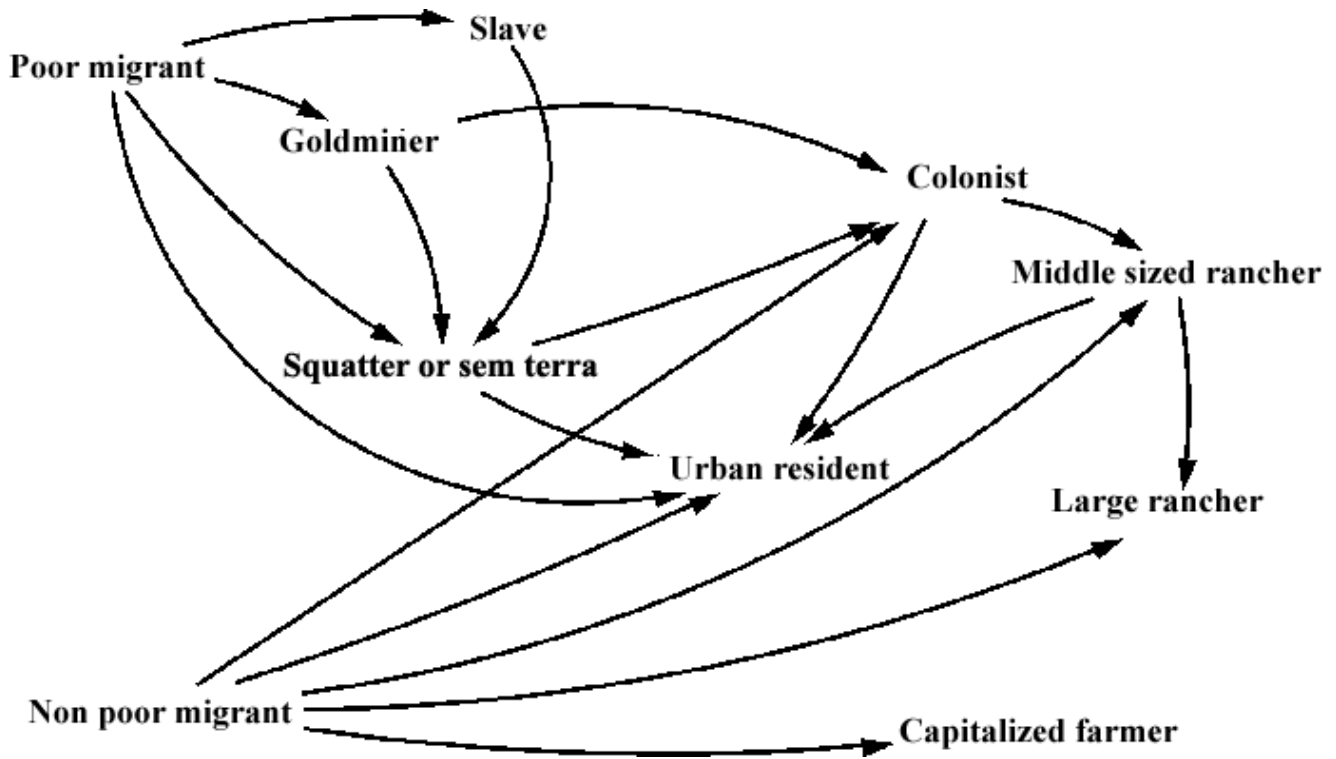 Slave
Poor migrant
Goldminer
Colonist
Middle sized rancher
Squatter or sem terra
Urban resident
Large rancher
Non poor migrant
Capitalized farmer